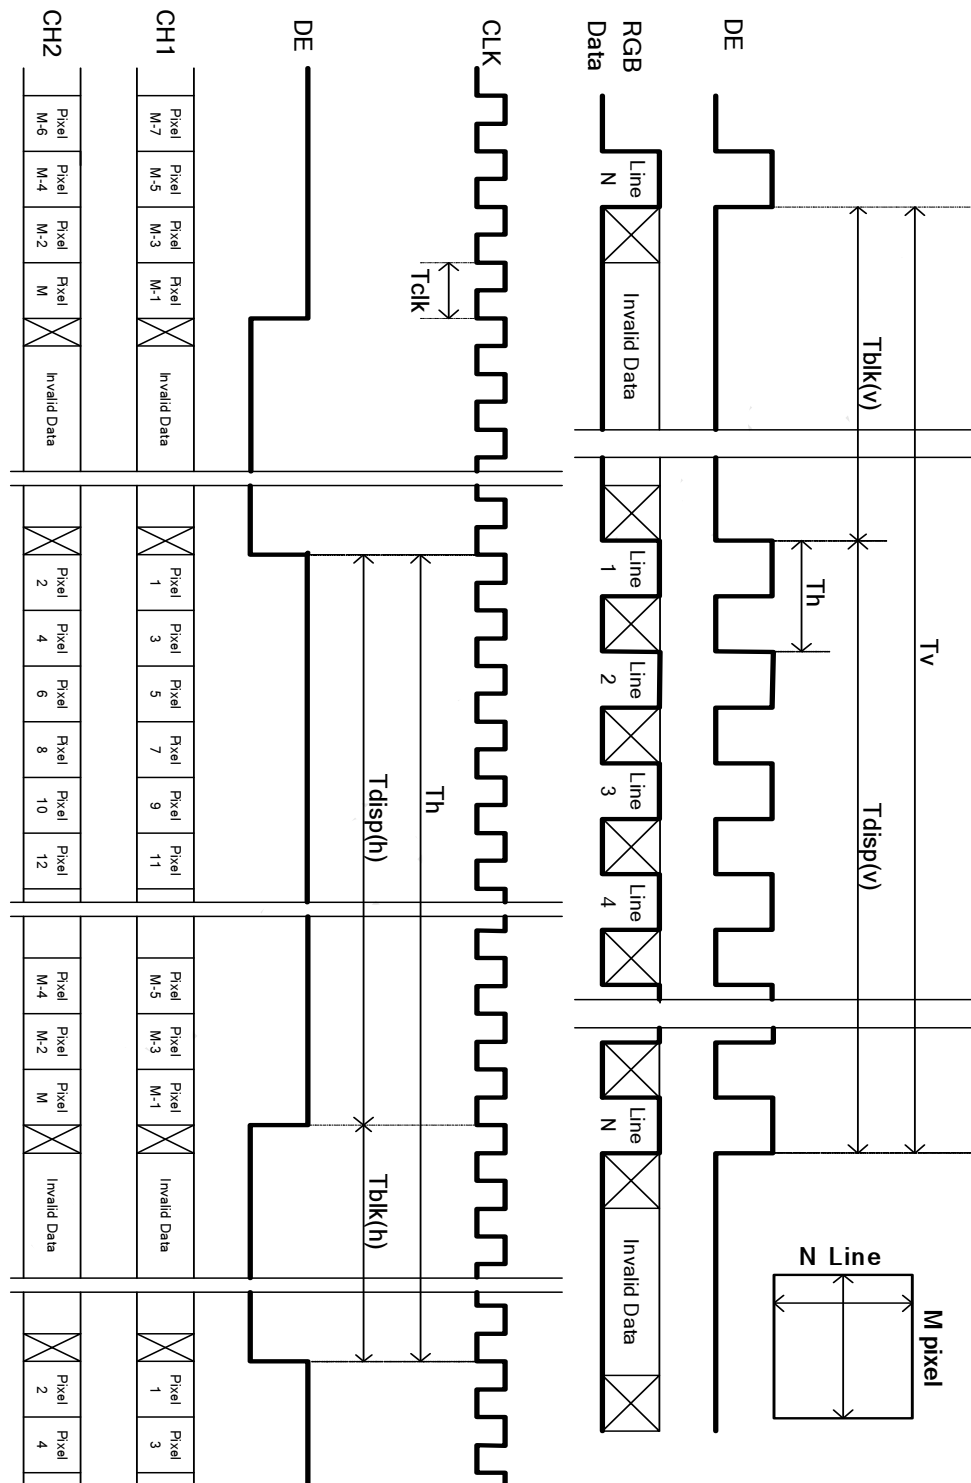 Tv
M pixel
Tblk(v)
Tdisp(v)
N Line
Th
DE
RGB
Data
Line
N
Invalid Data
Line
1
Line
2
Line
3
Line
4
Line
N
Invalid Data
CLK
Tclk
Th
Tdisp(h)
Tblk(h)
DE
CH1
Pixel
M-7
Pixel
M-5
Pixel
M-3
Pixel
M-1
Invalid Data
Pixel
1
Pixel
3
Pixel
5
Pixel
7
Pixel
9
Pixel
11
Pixel
M-5
Pixel
M-3
Pixel
M-1
Invalid Data
Pixel
1
Pixel
3
CH2
Pixel
M-6
Pixel
M-4
Pixel
M-2
Pixel
M
Invalid Data
Pixel
2
Pixel
4
Pixel
6
Pixel
8
Pixel
10
Pixel
12
Pixel
M-4
Pixel
M-2
Pixel
M
Invalid Data
Pixel
2
Pixel
4